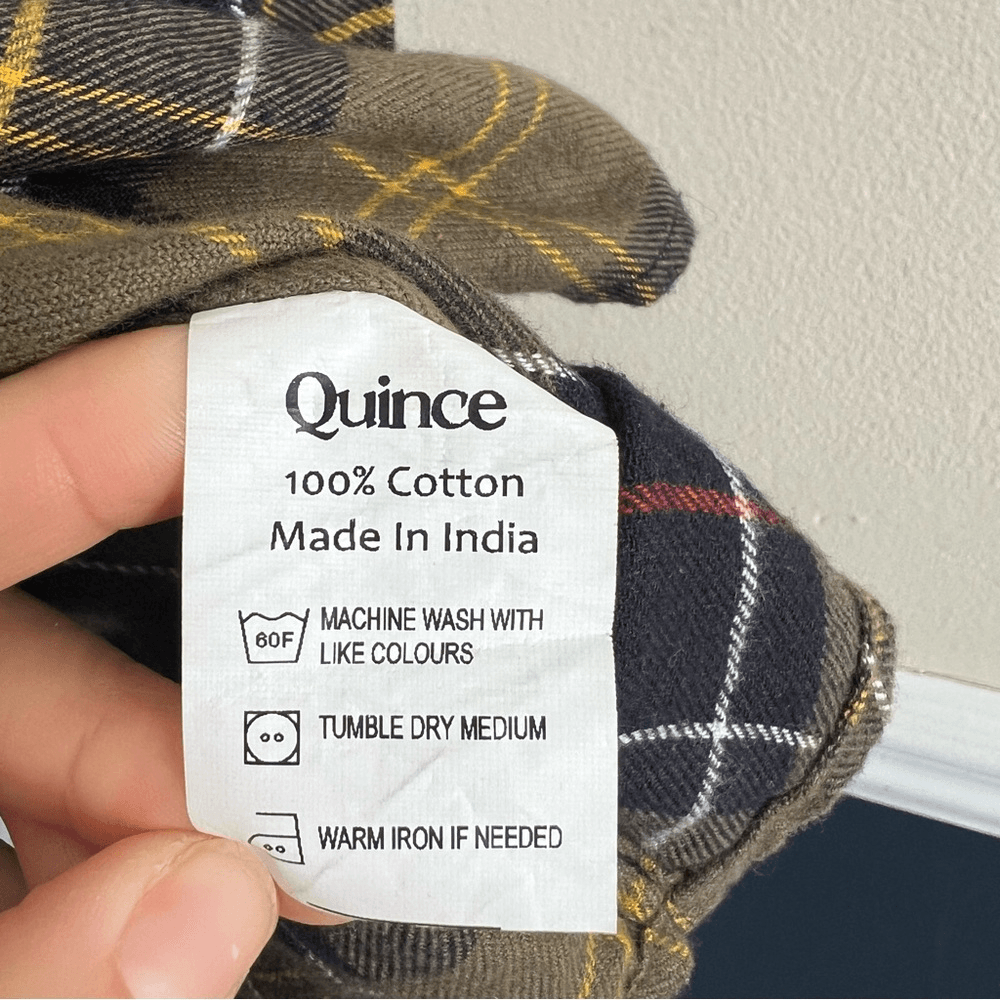 Quince
100% Cotton
Made In India
60F
MACHINE WASH WITH
LIKE COLOURS
TUMBLE DRY MEDIUM
WARM IRON IF NEEDED